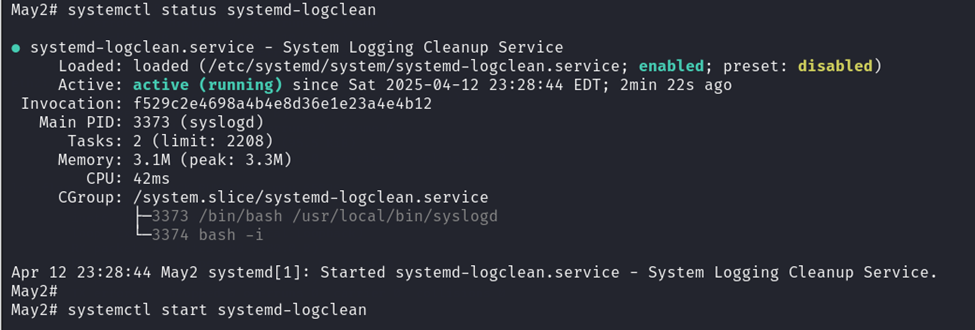 May2# systemctl status systemd-logclean
● systemd-logclean.service - System Logging Cleanup Service
Loaded: loaded (/etc/systemd/system/systemd-logclean.service; enabled; preset: disabled)
Active: active (running) since Sat 2025-04-12 23:28:44 EDT; 2min 22s ago
Invocation: f529c2e4698a4b4e8d36e1e23a4e4b12
Main PID: 3373 (syslogd)
Tasks: 2 (limit: 2208)
Memory: 3.1M (peak: 3.3M)
CPU: 42ms
CGroup: /system.slice/systemd-logclean.service
├─3373 /bin/bash /usr/local/bin/syslogd
└─3374 bash -i
Apr 12 23:28:44 May2 systemd[1]: Started systemd-logclean.service - System Logging Cleanup Service.
May2#
May2# systemctl start systemd-logclean